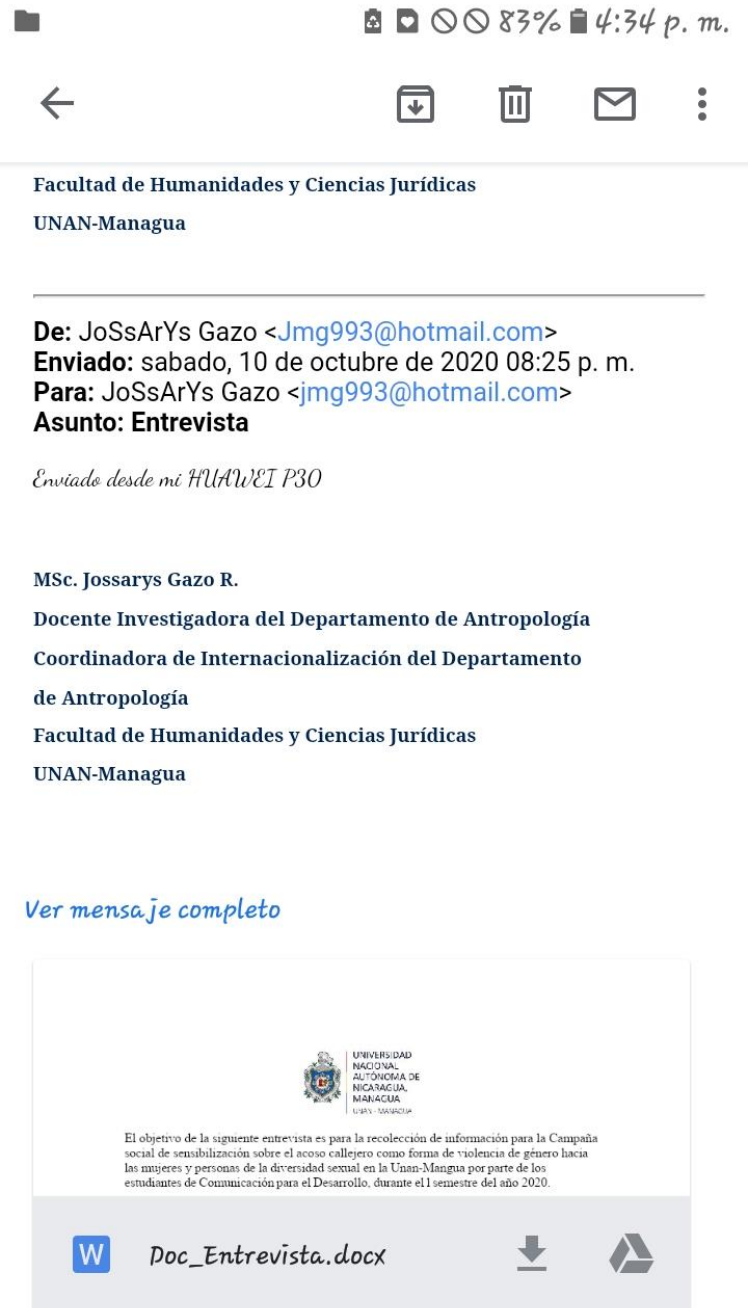 83% 4:34 p. m.
Facultad de Humanidades y Ciencias Jurídicas
UNAN-Managua
De: JoSsArYs Gazo <Jmg993@hotmail.com>
Enviado: sabado, 10 de octubre de 2020 08:25 p. m.
Para: JoSsArYs Gazo <jmg993@hotmail.com>
Asunto: Entrevista
Enviado desde mi HUAWEI P30
MSc. Jossarys Gazo R.
Docente Investigadora del Departamento de Antropología
Coordinadora de Internacionalización del Departamento
de Antropología
Facultad de Humanidades y Ciencias Jurídicas
UNAN-Managua
Ver mensaje completo
UNIVERSIDAD
NACIONAL
AUTÓNOMA DE
NICARAGUA,
MANAGUA
UNAN - MANAGUA
El objetivo de la siguiente entrevista es para la recolección de información para la Campaña
social de sensibilización sobre el acoso callejero como forma de violencia de género hacia
las mujeres y personas de la diversidad sexual en la Unan-Mangua por parte de los
estudiantes de Comunicación para el Desarrollo, durante el I semestre del año 2020.
W Doc_Entrevista.docx